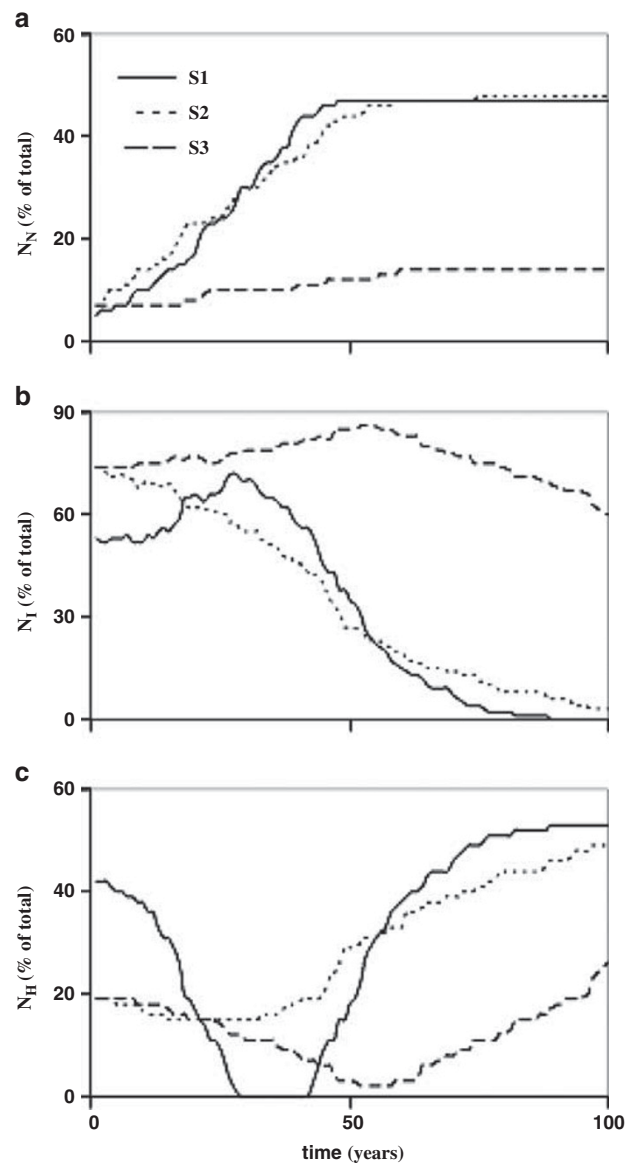 a
60
40
20
0
N_N (% of total)
S1
S2
S3
b
90
60
30
0
N_I (% of total)
c
60
40
20
0
N_H (% of total)
0 50 100
time (years)